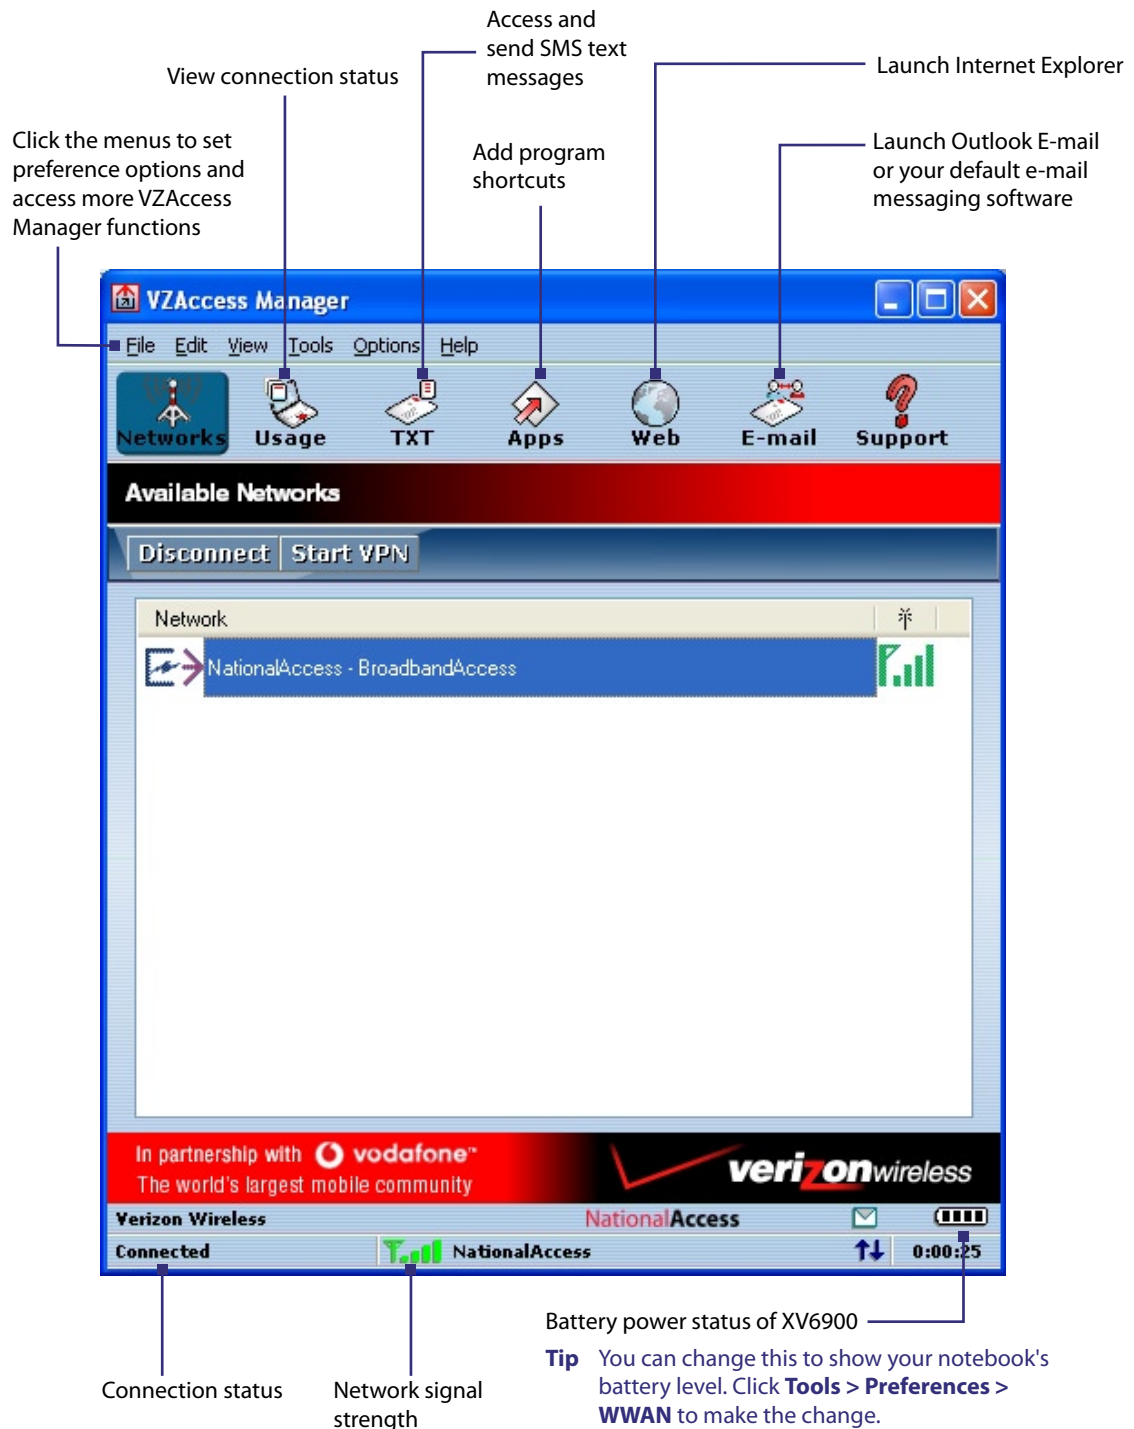 Access and
send SMS text
messages
View connection status
Launch Internet Explorer
Click the menus to set
preference options and
access more VZAccess
Manager functions
Add program
shortcuts
Launch Outlook E-mail
or your default e-mail
messaging software
VZAccess Manager
File Edit View Tools Options Help
Networks Usage TXT Apps Web E-mail Support
Available Networks
Disconnect Start VPN
Network
NationalAccess - BroadbandAccess
In partnership with vodafone™
The world's largest mobile community
verizonwireless
Verizon Wireless NationalAccess
Connected NationalAccess 0:00:25
Battery power status of XV6900
Tip You can change this to show your notebook's
battery level. Click Tools > Preferences >
WWAN to make the change.
Connection status
Network signal
strength